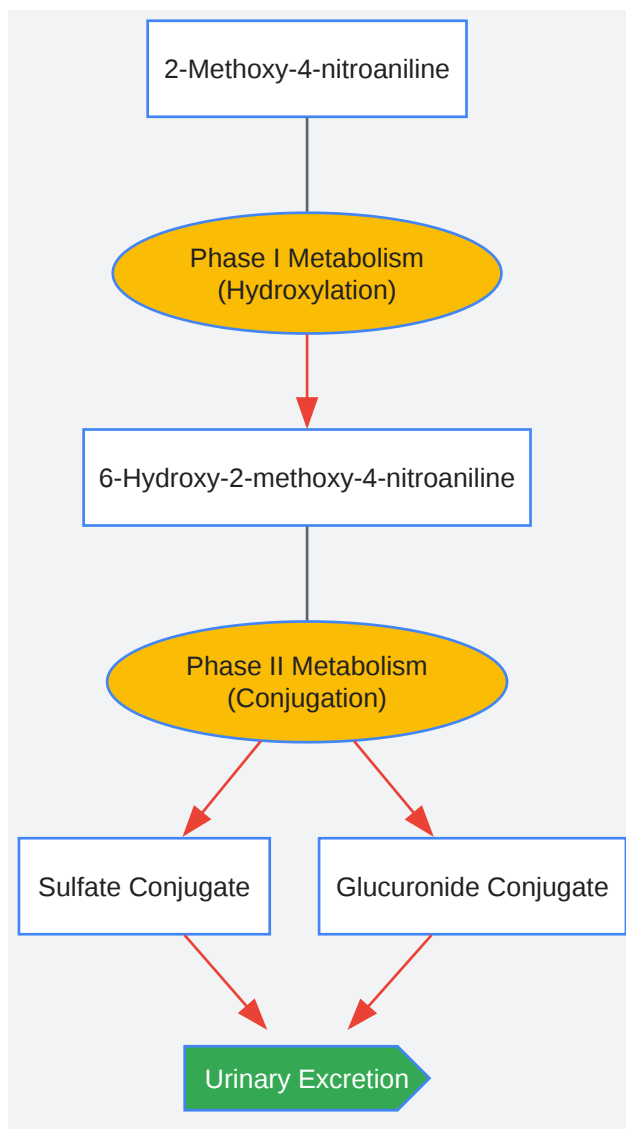 2-Methoxy-4-nitroaniline
Phase I Metabolism
(Hydroxylation)
6-Hydroxy-2-methoxy-4-nitroaniline
Phase II Metabolism
(Conjugation)
Sulfate Conjugate
Glucuronide Conjugate
Urinary Excretion